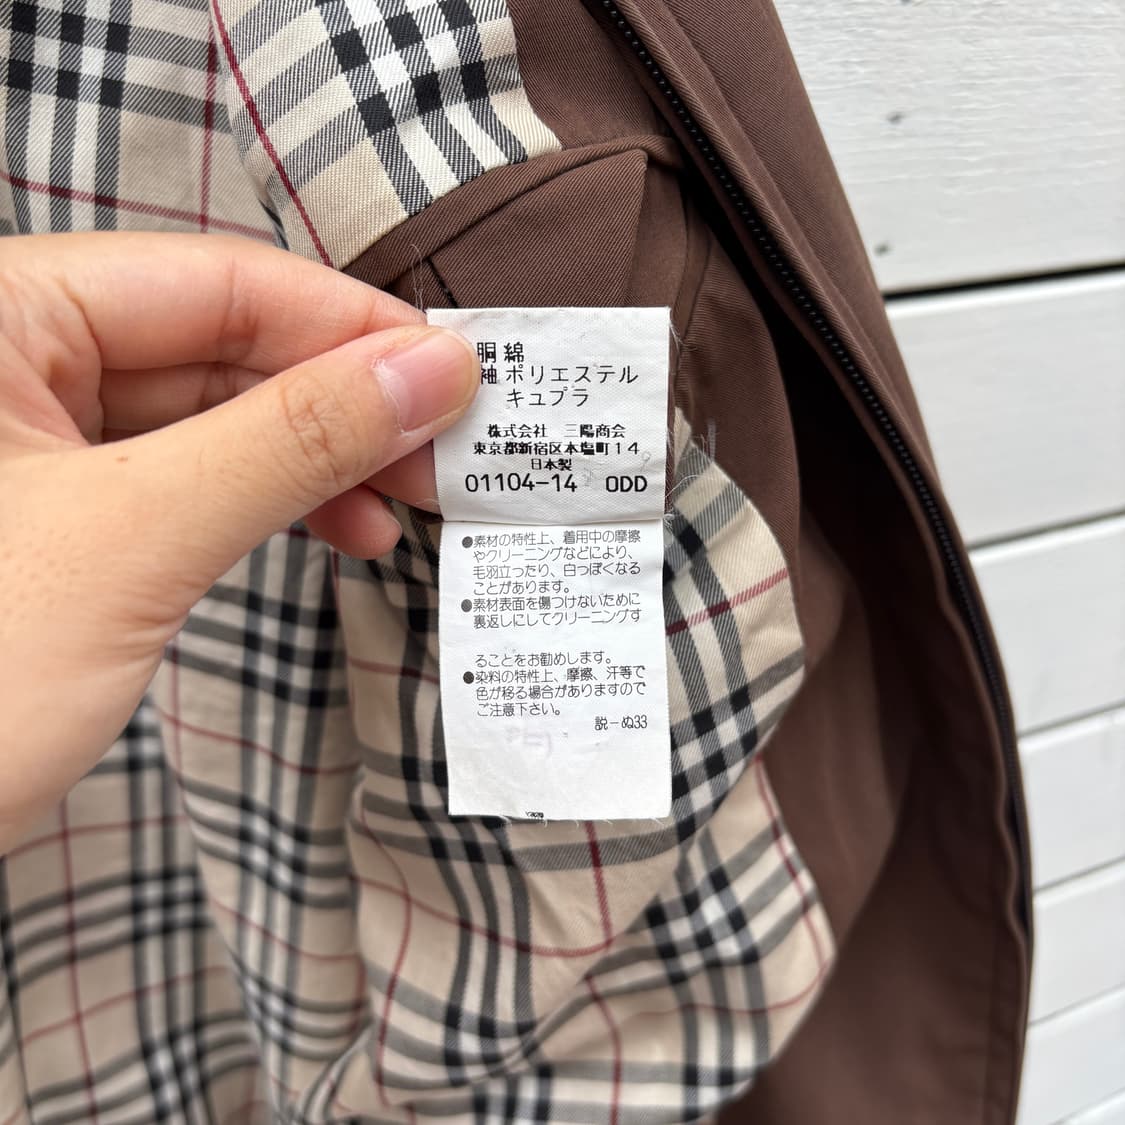 胴 綿
袖 ポリエステル
キュプラ
株式会社 三陽商会
東京都新宿区本塩町14
日本製
01104-14 ODD
●素材の特性上、着用中の摩擦
やクリーニングなどにより、
毛羽立ったり、白っぽくなる
ことがあります。
●素材表面を傷つけないために
裏返しにしてクリーニングす
ることをお勧めします。
●染料の特性上、摩擦、汗等で
色が移る場合がありますので
ご注意下さい。
説-ぬ33